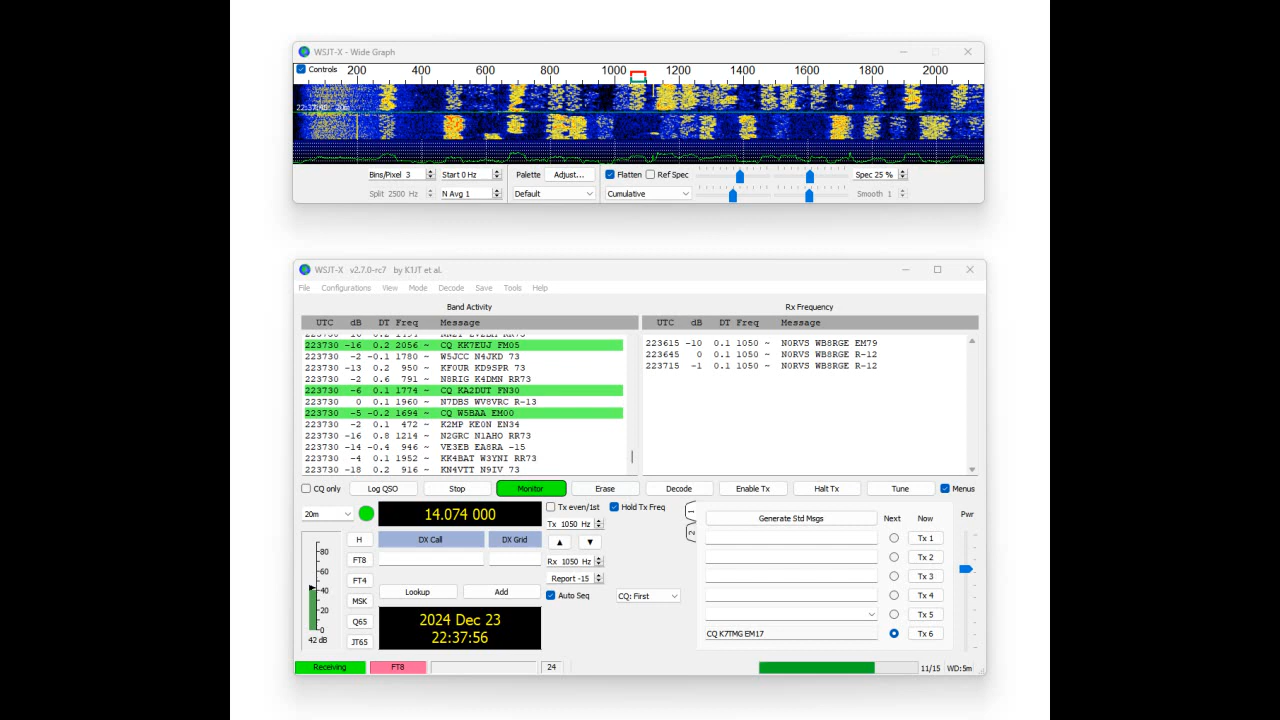 WSJT-X - Wide Graph
Controls 200 400 600 800 1000 1200 1400 1600 1800 2000
Bins/Pixel 3 Start 0 Hz Palette Adjust... Flatten Ref Spec Spec 25 %
Split 2500 Hz N Avg 1 Default Cumulative Smooth 1
WSJT-X v2.7.0-rc7 by K1JT et al.
File Configurations View Mode Decode Save Tools Help
Band Activity
UTC dB DT Freq Message
223730 -16 0.2 2056 ~ CQ KK7EUJ FM05
223730 -2 -0.1 1780 ~ W5JCC N4JKD 73
223730 -13 0.2 950 ~ KF0UR KD9SPR 73
223730 -2 0.6 791 ~ N8RIG K4DMN RR73
223730 -6 0.1 1774 ~ CQ KA2DUT FN30
223730 0 0.1 1960 ~ N7DBS WV8VRC R-13
223730 -5 -0.2 1694 ~ CQ W5BAA EM00
223730 -2 0.1 472 ~ K2MP KE0N EN34
223730 -16 0.8 1214 ~ N2GRC N1AHO RR73
223730 -14 -0.4 946 ~ VE3EB EA8RA -15
223730 -4 0.1 1952 ~ KK4BAT W3YNI RR73
223730 -18 0.2 916 ~ KN4VTT N9IV 73
Rx Frequency
UTC dB DT Freq Message
223615 -10 0.1 1050 ~ N0RVS WB8RGE EM79
223645 0 0.1 1050 ~ N0RVS WB8RGE R-12
223715 -1 0.1 1050 ~ N0RVS WB8RGE R-12
CQ only Log QSO Stop Monitor Erase Decode Enable Tx Halt Tx Tune Menus
20m
14.074 000
DX Call DX Grid
Lookup Add
2024 Dec 23
22:37:56
80
60
40
20
0
42 dB
H
FT8
FT4
MSK
Q65
JT65
Tx even/1st Hold Tx Freq
Tx 1050 Hz
Rx 1050 Hz
Report -15
Auto Seq CQ: First
1
2
Generate Std Msgs Next Now Pwr
Tx 1
Tx 2
Tx 3
Tx 4
Tx 5
CQ K7TMG EM17 Tx 6
Receiving FT8 24 11/15 WD:5m